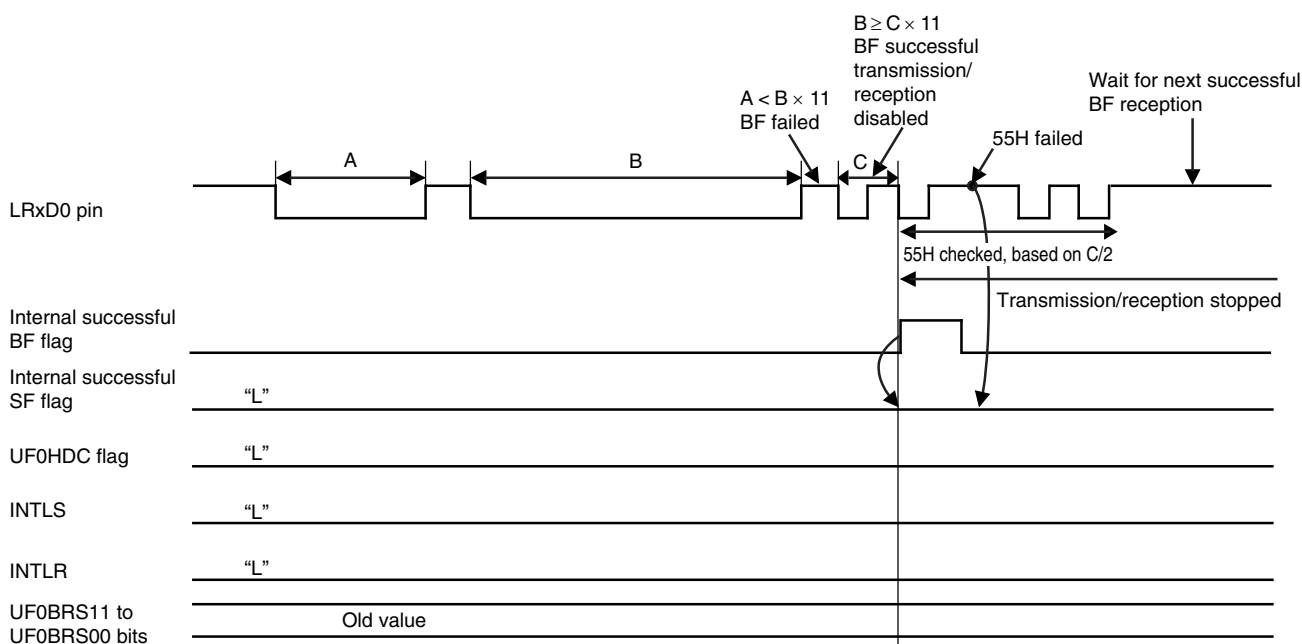 B ≥ C × 11
BF successful
transmission/
reception
disabled
A < B × 11
BF failed
Wait for next successful
BF reception
55H failed
A
B
C
LRxD0 pin
55H checked, based on C/2
Transmission/reception stopped
Internal successful
BF flag
Internal successful
SF flag
“L”
UF0HDC flag
“L”
INTLS
“L”
INTLR
“L”
UF0BRS11 to
UF0BRS00 bits
Old value